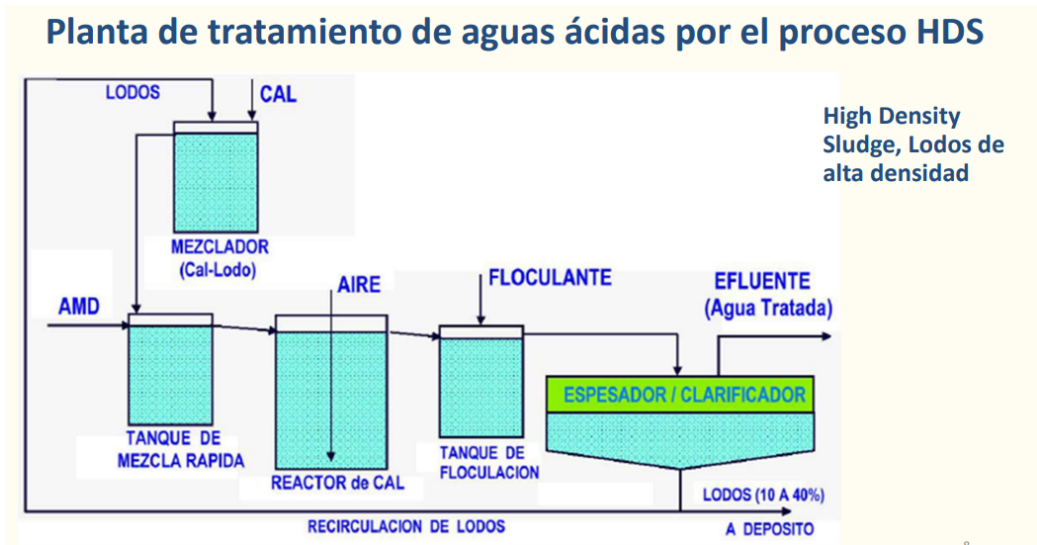 Planta de tratamiento de aguas ácidas por el proceso HDS
LODOS
CAL
High Density
Sludge, Lodos de
alta densidad
MEZCLADOR
(Cal-Lodo)
AIRE
FLOCULANTE
EFLUENTE
(Agua Tratada)
AMD
ESPESADOR / CLARIFICADOR
TANQUE DE
MEZCLA RAPIDA
REACTOR de CAL
TANQUE DE
FLOCULACION
LODOS (10 A 40%)
RECIRCULACION DE LODOS
A DEPOSITO